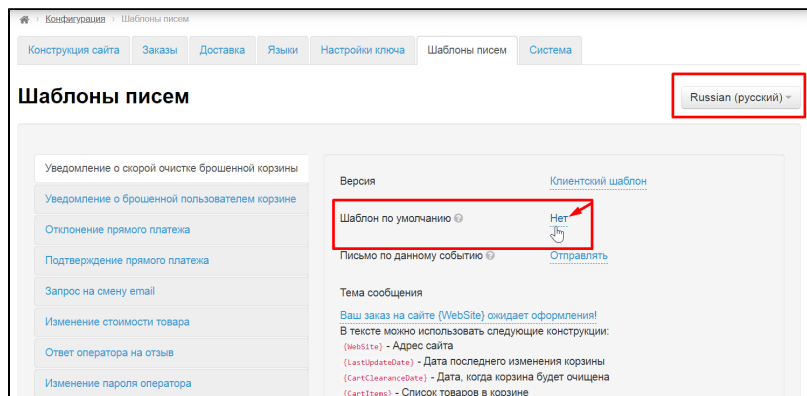 Конфигурация › Шаблоны писем
Конструкция сайта Заказы Доставка Языки Настройки ключа Шаблоны писем Система
Шаблоны писем
Russian (русский)
Уведомление о скорой очистке брошенной корзины
Уведомление о брошенной пользователем корзине
Отклонение прямого платежа
Подтверждение прямого платежа
Запрос на смену email
Изменение стоимости товара
Ответ оператора на отзыв
Изменение пароля оператора
Версия Клиентский шаблон
Шаблон по умолчанию Нет
Письмо по данному событию Отправлять
Тема сообщения
Ваш заказ на сайте {WebSite} ожидает оформления!
В тексте можно использовать следующие конструкции:
{WebSite} - Адрес сайта
{LastUpdateDate} - Дата последнего изменения корзины
{CartClearanceDate} - Дата, когда корзина будет очищена
{CartItems} - Список товаров в корзине